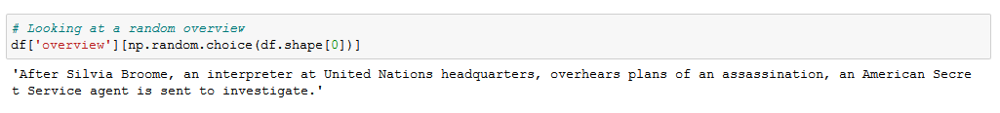 # Looking at a random overview
df['overview'][np.random.choice(df.shape[0])]
'After Silvia Broome, an interpreter at United Nations headquarters, overhears plans of an assassination, an American Secre
t Service agent is sent to investigate.'